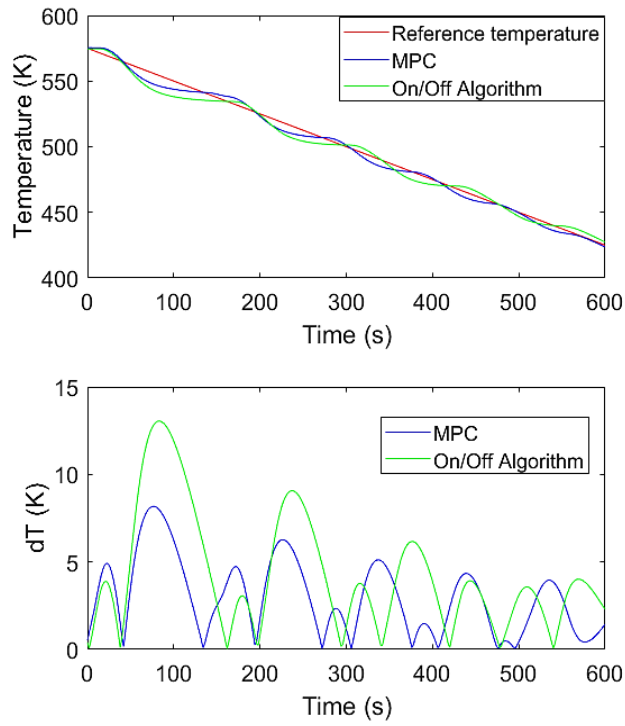 600
550
500
450
400
Temperature (K)
Reference temperature
MPC
On/Off Algorithm
0 100 200 300 400 500 600
Time (s)
15
10
5
0
dT (K)
MPC
On/Off Algorithm
0 100 200 300 400 500 600
Time (s)